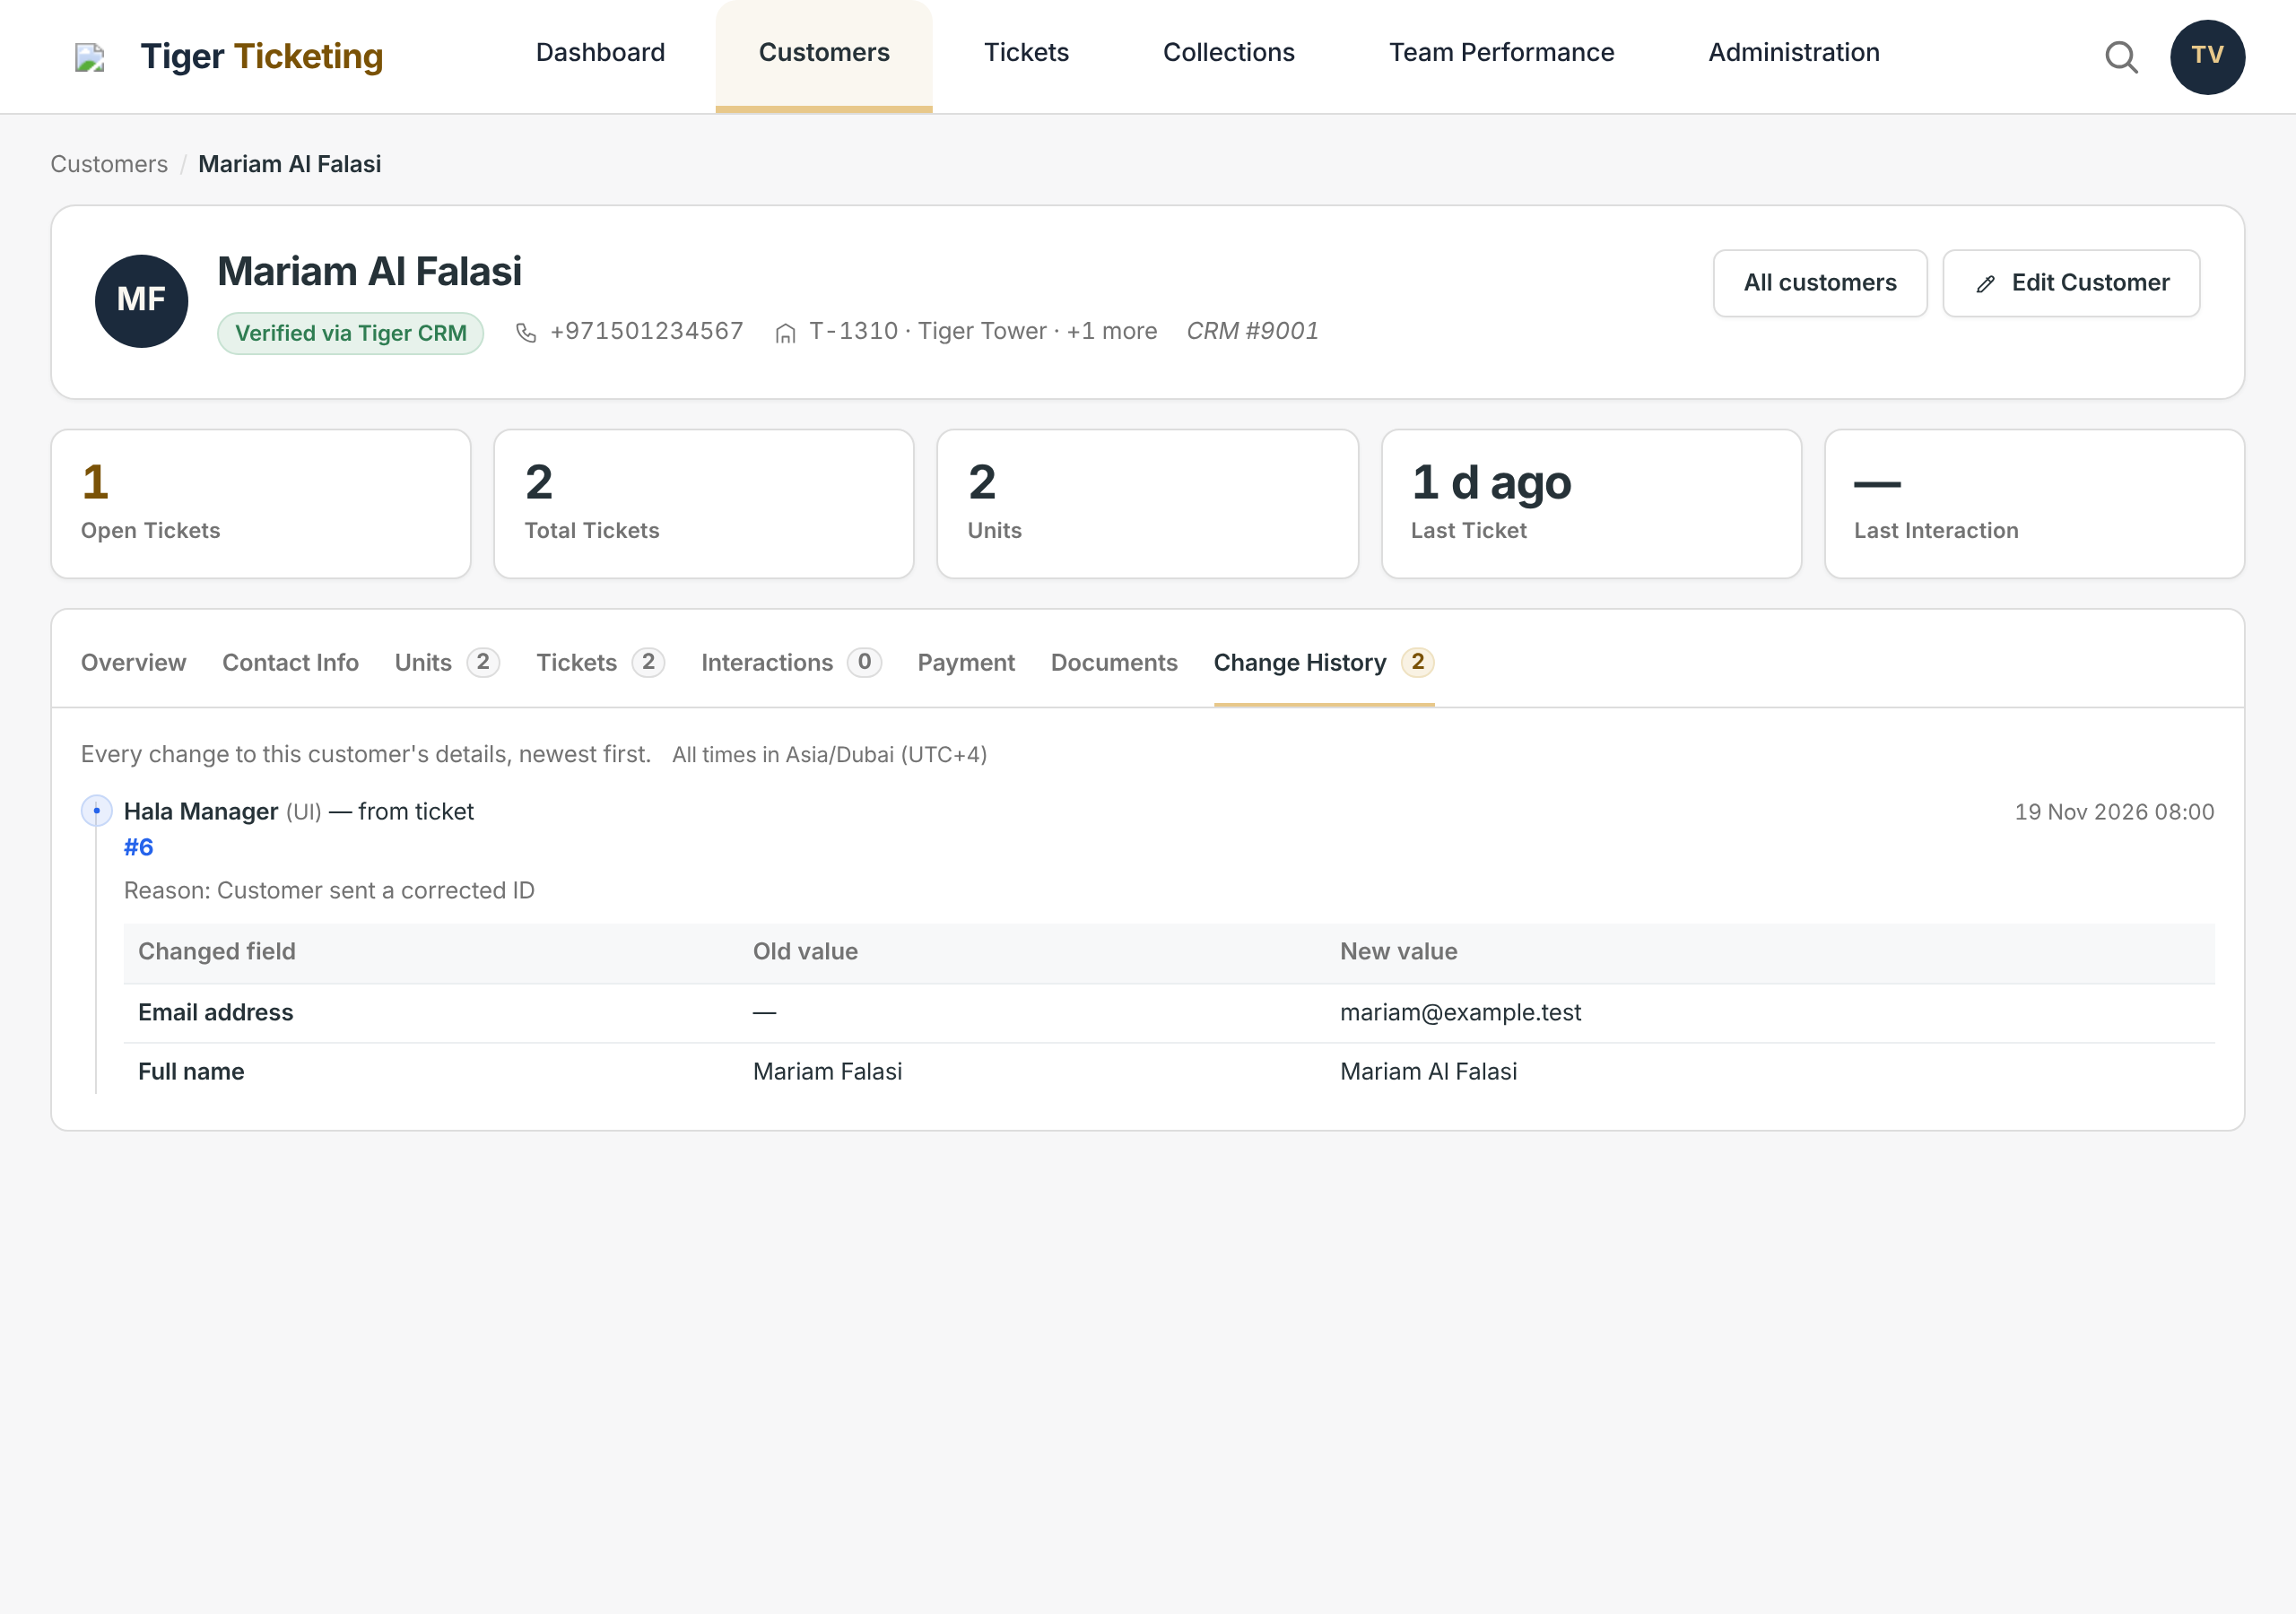 Tiger Ticketing
Dashboard
Customers
Tickets
Collections
Team Performance
Administration
TV
Customers / Mariam Al Falasi
MF
Mariam Al Falasi
Verified via Tiger CRM
+971501234567
T-1310 · Tiger Tower · +1 more
CRM #9001
All customers
Edit Customer
1
Open Tickets
2
Total Tickets
2
Units
1 d ago
Last Ticket
—
Last Interaction
Overview
Contact Info
Units 2
Tickets 2
Interactions 0
Payment
Documents
Change History 2
Every change to this customer's details, newest first. All times in Asia/Dubai (UTC+4)
Hala Manager (UI) — from ticket
19 Nov 2026 08:00
#6
Reason: Customer sent a corrected ID
Changed field Old value New value
Email address — mariam@example.test
Full name Mariam Falasi Mariam Al Falasi